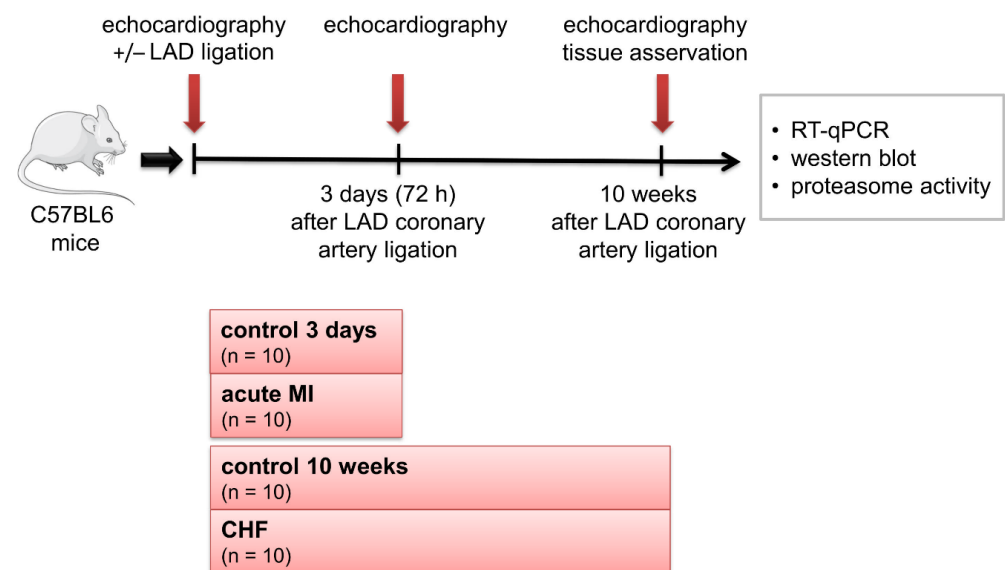 echocardiography
+/– LAD ligation
echocardiography
echocardiography
tissue asservation
C57BL6
mice
3 days (72 h)
after LAD coronary
artery ligation
10 weeks
after LAD coronary
artery ligation
• RT-qPCR
• western blot
• proteasome activity
control 3 days
(n = 10)
acute MI
(n = 10)
control 10 weeks
(n = 10)
CHF
(n = 10)